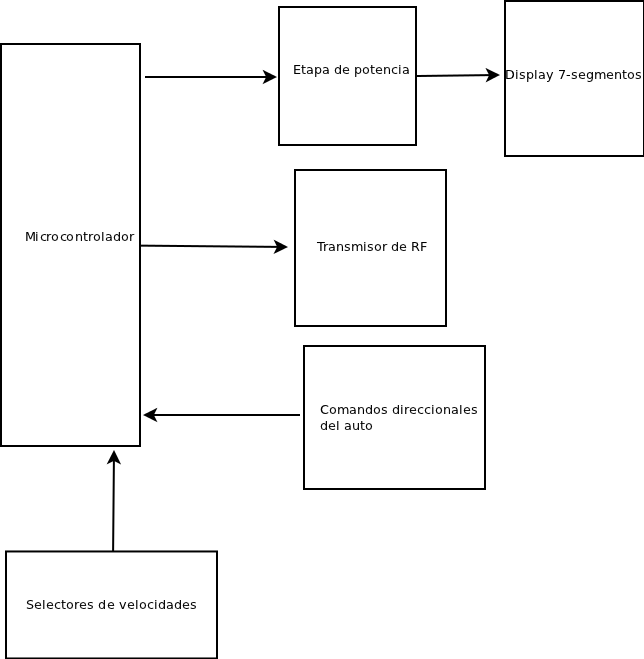 Etapa de potencia
Display 7-segmentos
Microcontrolador
Transmisor de RF
Comandos direccionales
del auto
Selectores de velocidades